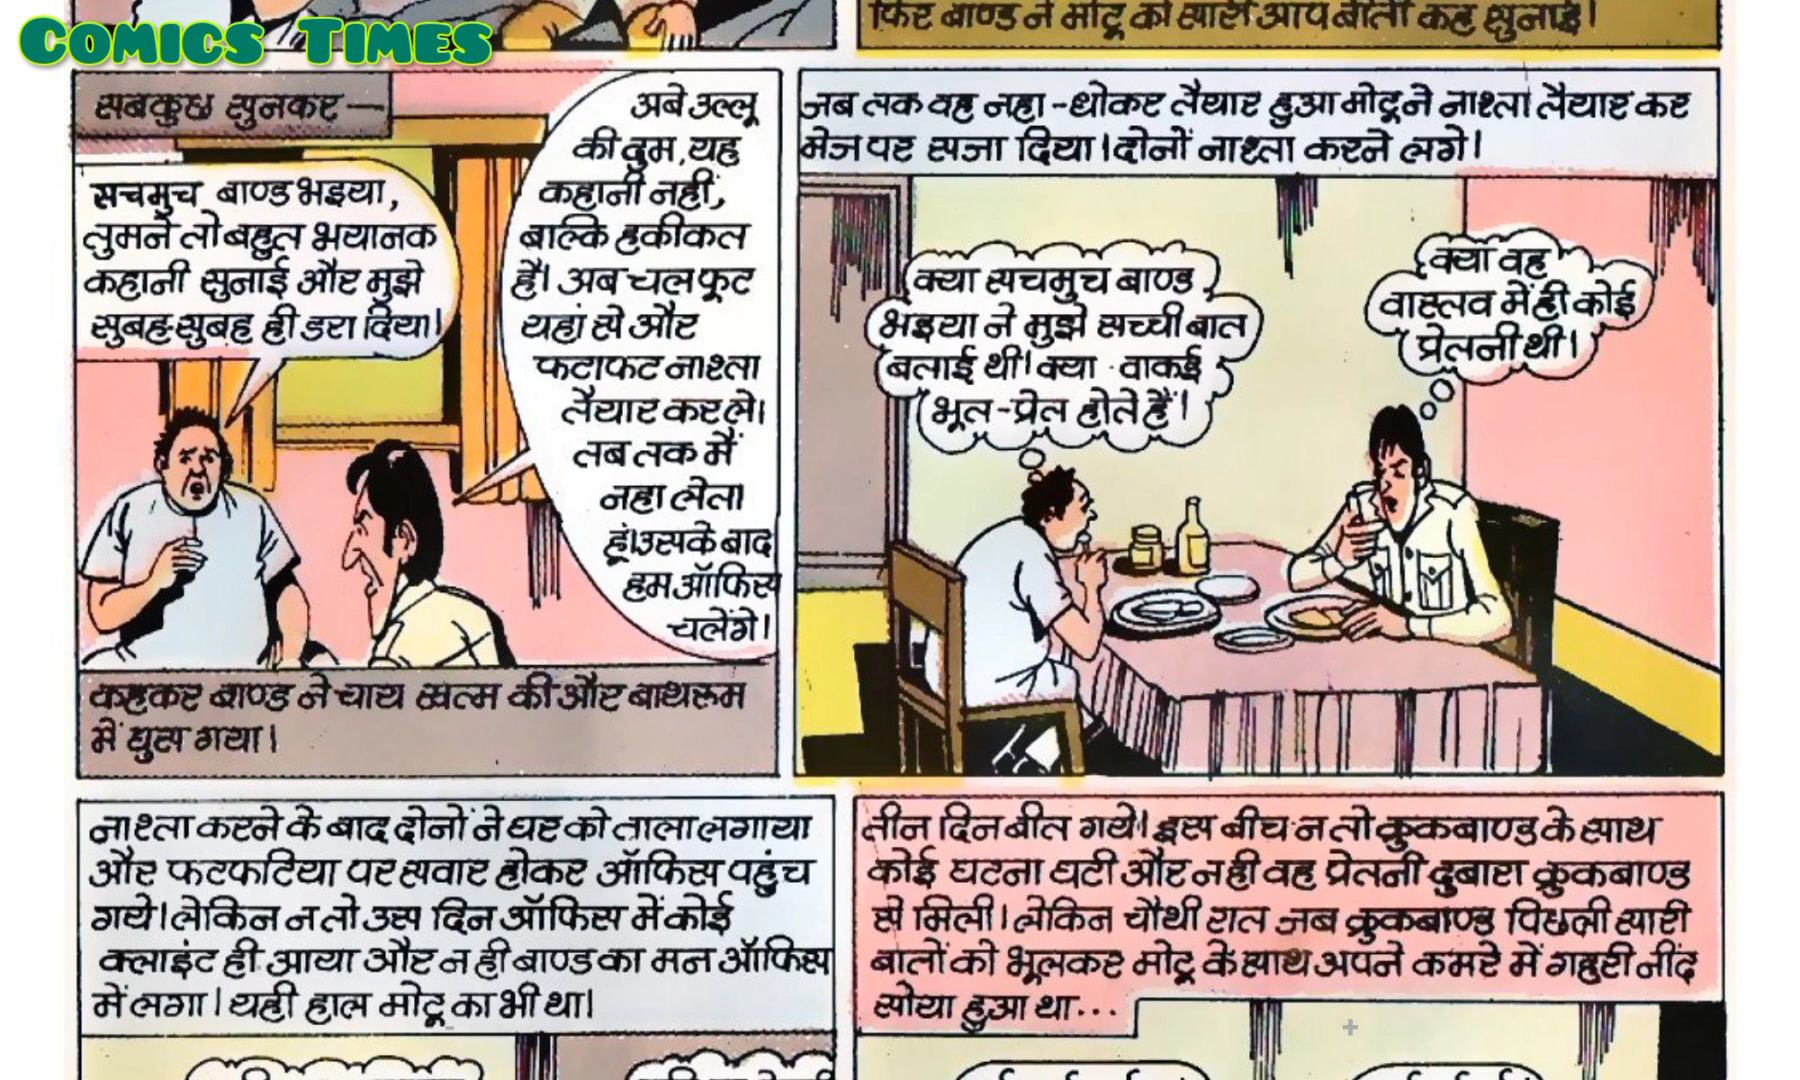 COMICS TIMES
फिर बाण्ड ने मोटू को सारी आप बीती कह सुनाई।
सबकुछ सुनकर —
सचमुच बाण्ड भइया,
तुमने तो बहुत भयानक
कहानी सुनाई और मुझे
सुबह-सुबह ही डरा दिया।
अबे उल्लू
की दुम, यह
कहानी नहीं,
बल्कि हकीकत
है। अब चल फूट
यहां से और
फटाफट नाश्ता
तैयार कर ले।
तब तक मैं
नहा लेता
हूं। उसके बाद
हम ऑफिस
चलेंगे।
कहकर बाण्ड ने चाय खत्म की और बाथरूम
में घुस गया।
जब तक वह नहा-धोकर तैयार हुआ मोटू ने नाश्ता तैयार कर
मेज पर सजा दिया। दोनों नाश्ता करने लगे।
क्या सचमुच बाण्ड
भइया ने मुझे सच्ची बात
बताई थी। क्या वाकई
भूत-प्रेत होते हैं।
क्या वह
वास्तव में ही कोई
प्रेतनी थी।
नाश्ता करने के बाद दोनों ने घर को ताला लगाया
और फटफटिया पर सवार होकर ऑफिस पहुंच
गये। लेकिन न तो उस दिन ऑफिस में कोई
क्लाइंट ही आया और न ही बाण्ड का मन ऑफिस
में लगा। यही हाल मोटू का भी था।
तीन दिन बीत गये। इस बीच न तो क्रुकबाण्ड के साथ
कोई घटना घटी और न ही वह प्रेतनी दुबारा क्रुकबाण्ड
से मिली। लेकिन चौथी रात जब क्रुकबाण्ड पिछली सारी
बातों को भूलकर मोटू के साथ अपने कमरे में गहरी नींद
सोया हुआ था...